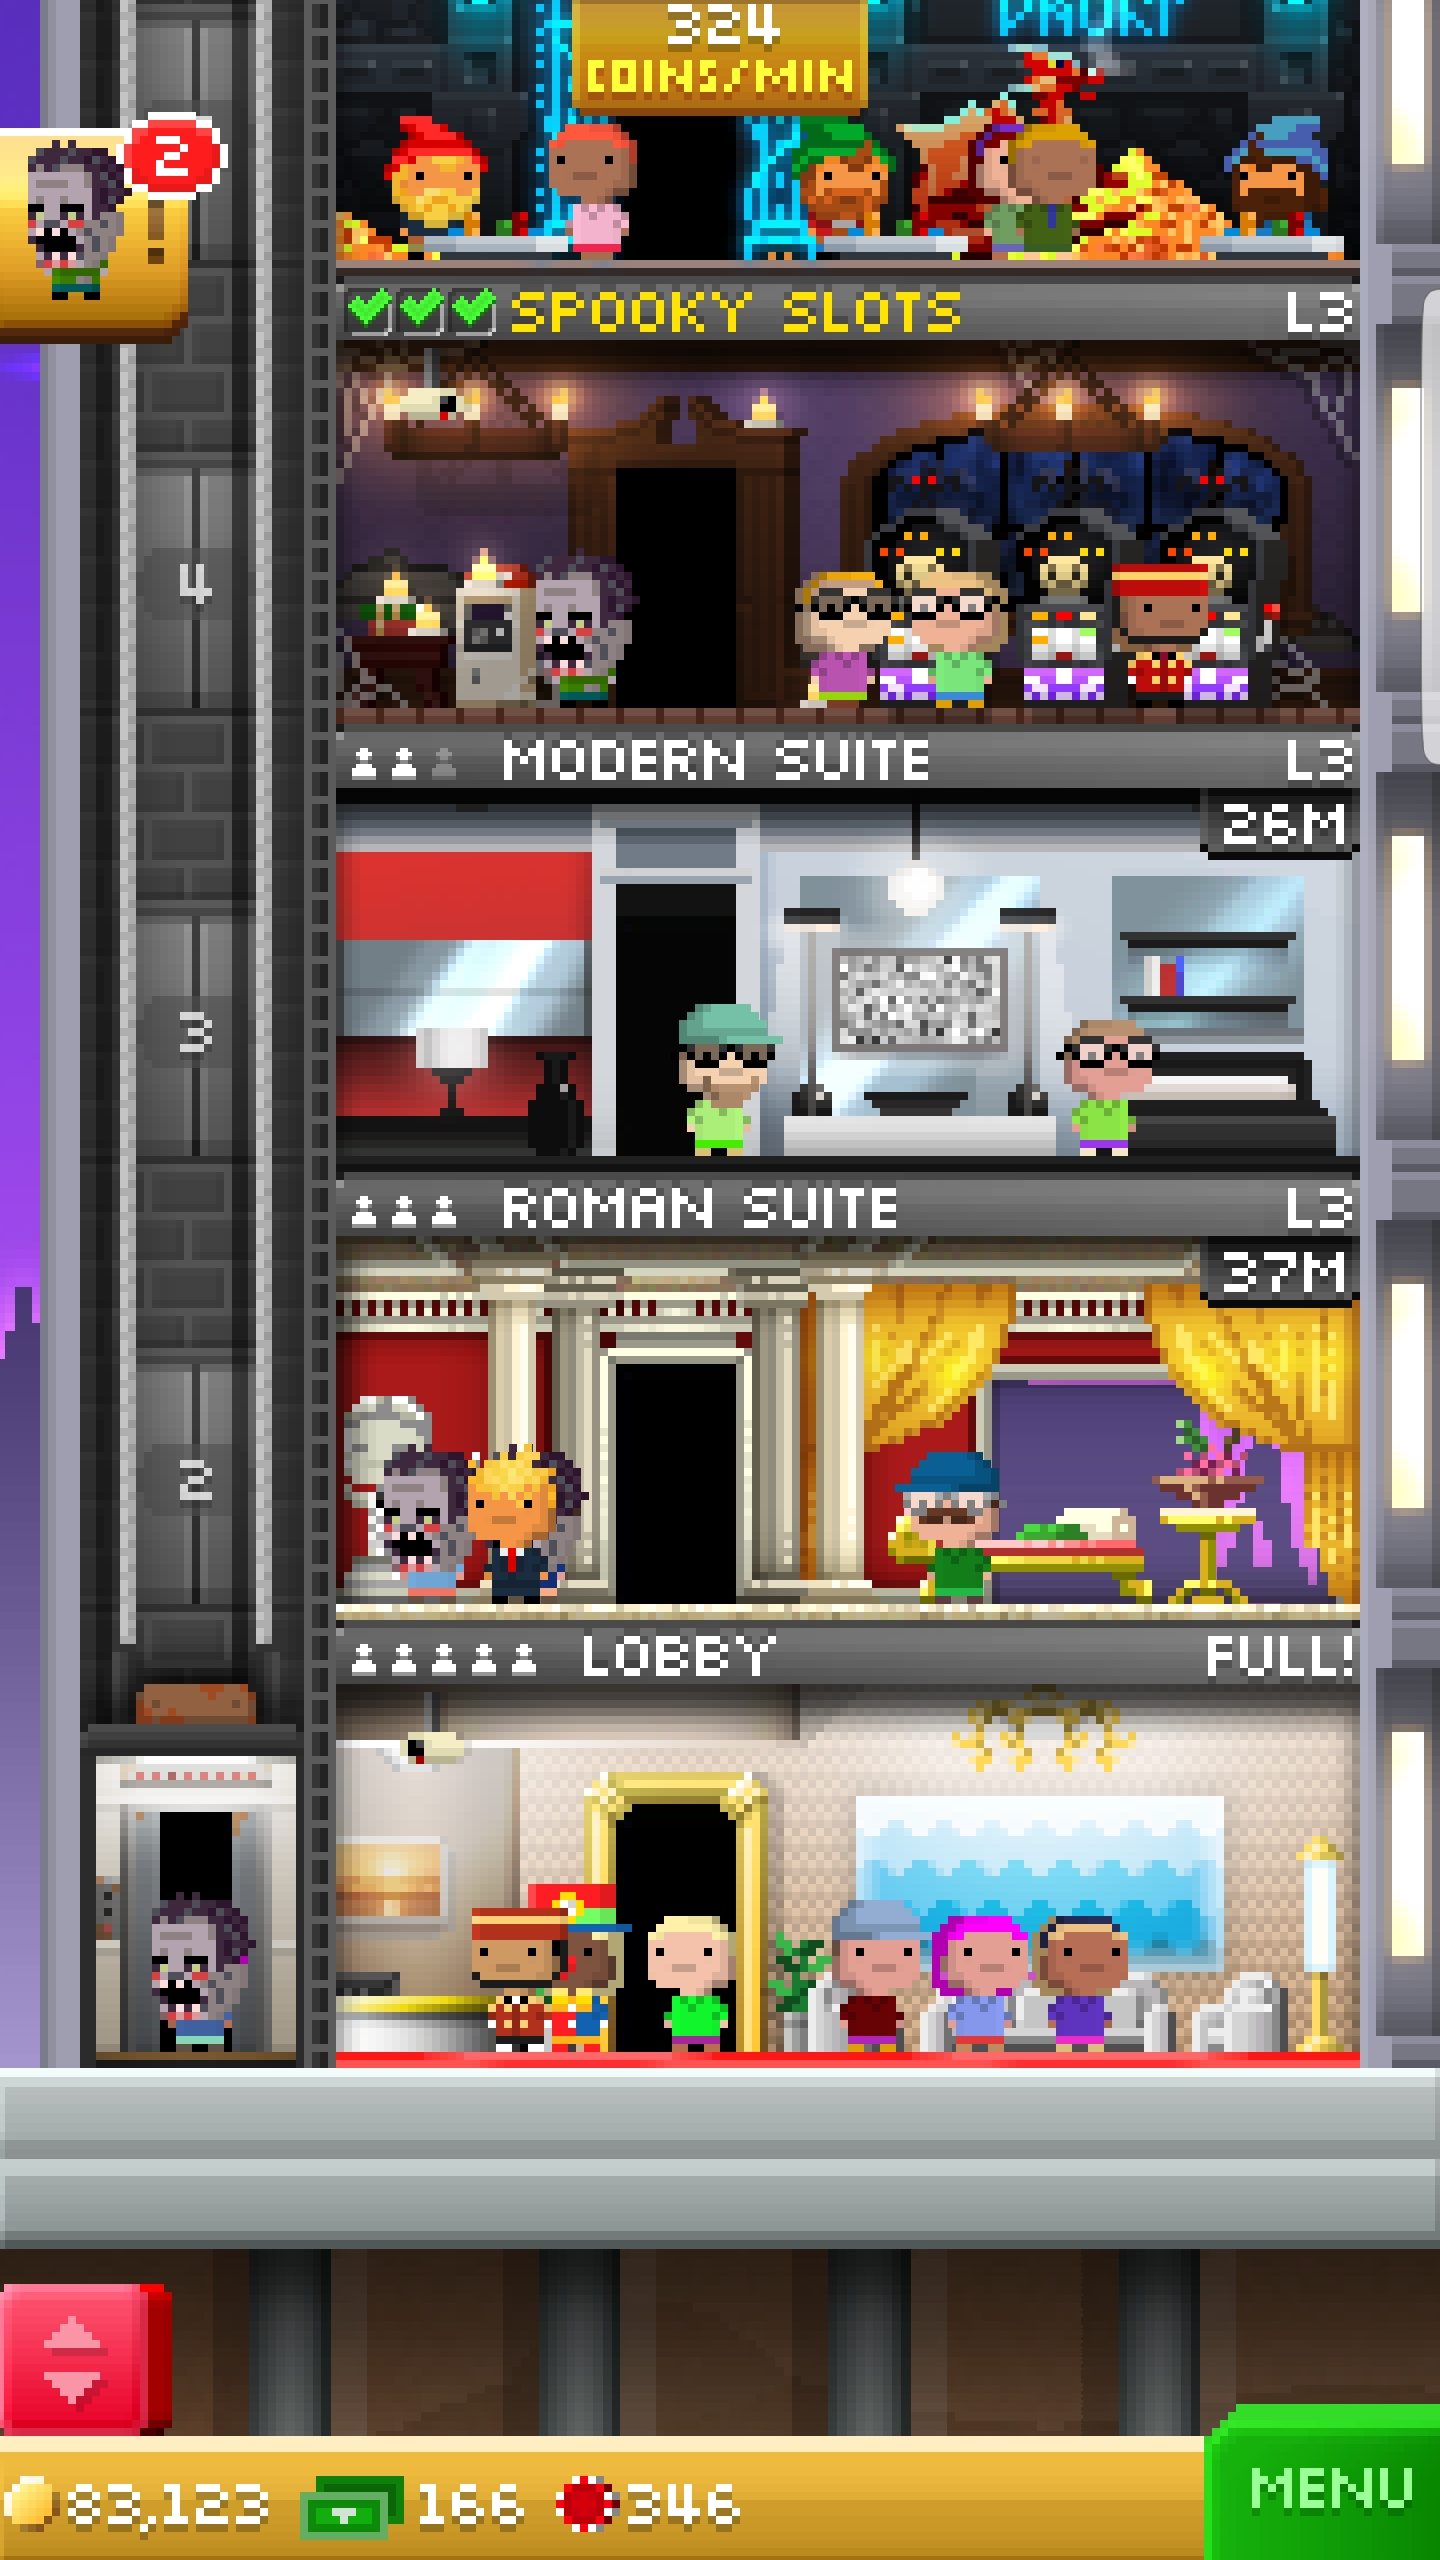 324
COINS/MIN
2
!
SPOOKY SLOTS L3
4
MODERN SUITE L3
26M
3
ROMAN SUITE L3
37M
2
LOBBY FULL!
83,123 166 346
MENU